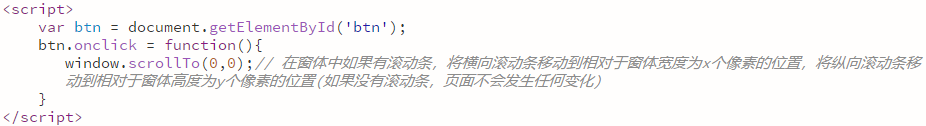 <script>
var btn = document.getElementById('btn');
btn.onclick = function(){
window.scrollTo(0,0);// 在窗体中如果有滚动条，将横向滚动条移动到相对于窗体宽度为x个像素的位置，将纵向滚动条移
动到相对于窗体高度为y个像素的位置(如果没有滚动条，页面不会发生任何变化)
}
</script>